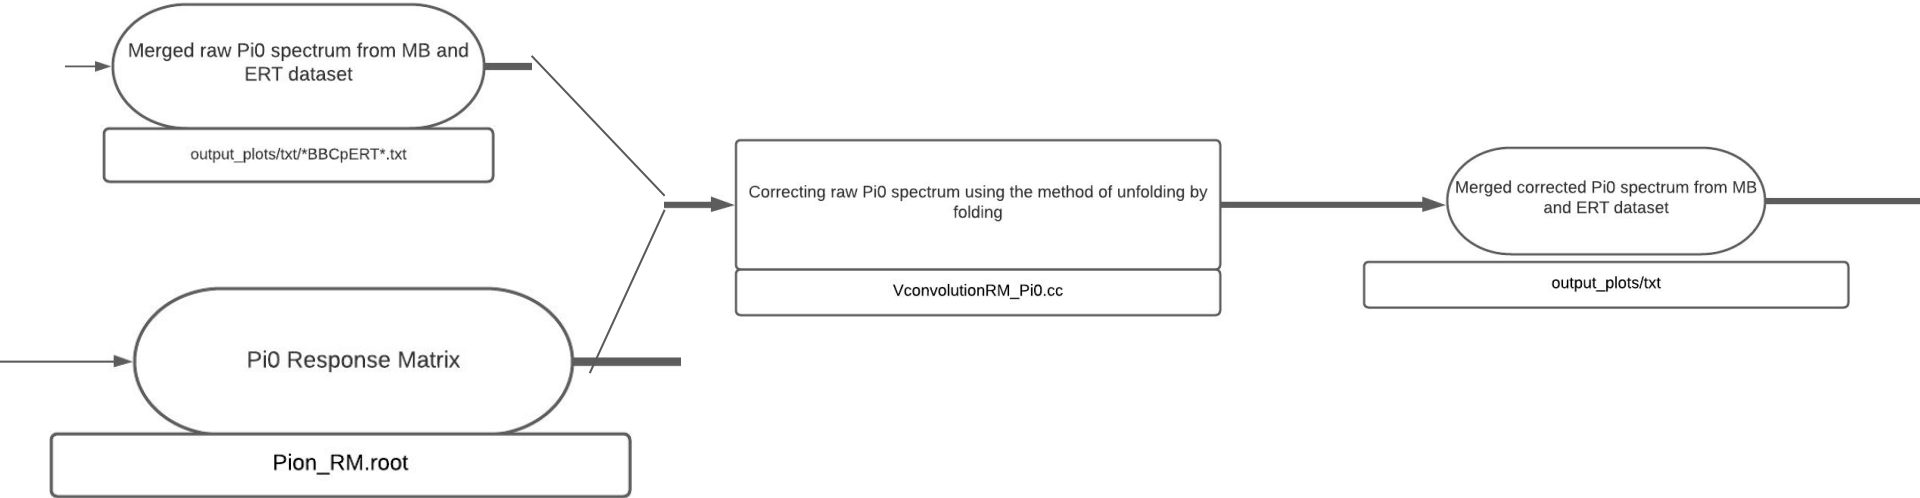 Merged raw Pi0 spectrum from MB and
ERT dataset
output_plots/txt/*BBCpERT*.txt
Correcting raw Pi0 spectrum using the method of unfolding by
folding
VconvolutionRM_Pi0.cc
Merged corrected Pi0 spectrum from MB
and ERT dataset
output_plots/txt
Pi0 Response Matrix
Pion_RM.root